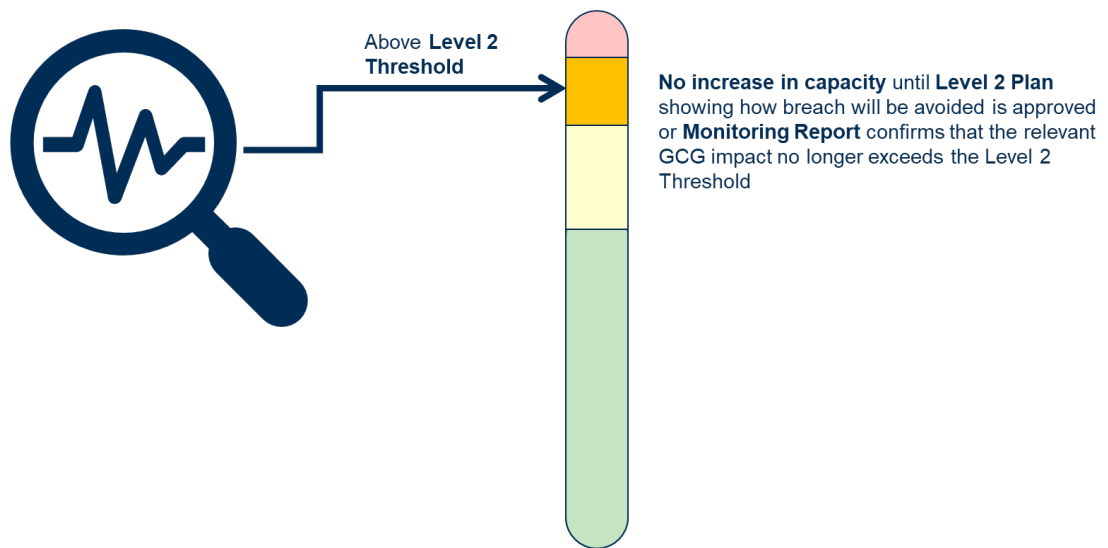 Above Level 2
Threshold
No increase in capacity until Level 2 Plan
showing how breach will be avoided is approved
or Monitoring Report confirms that the relevant
GCG impact no longer exceeds the Level 2
Threshold